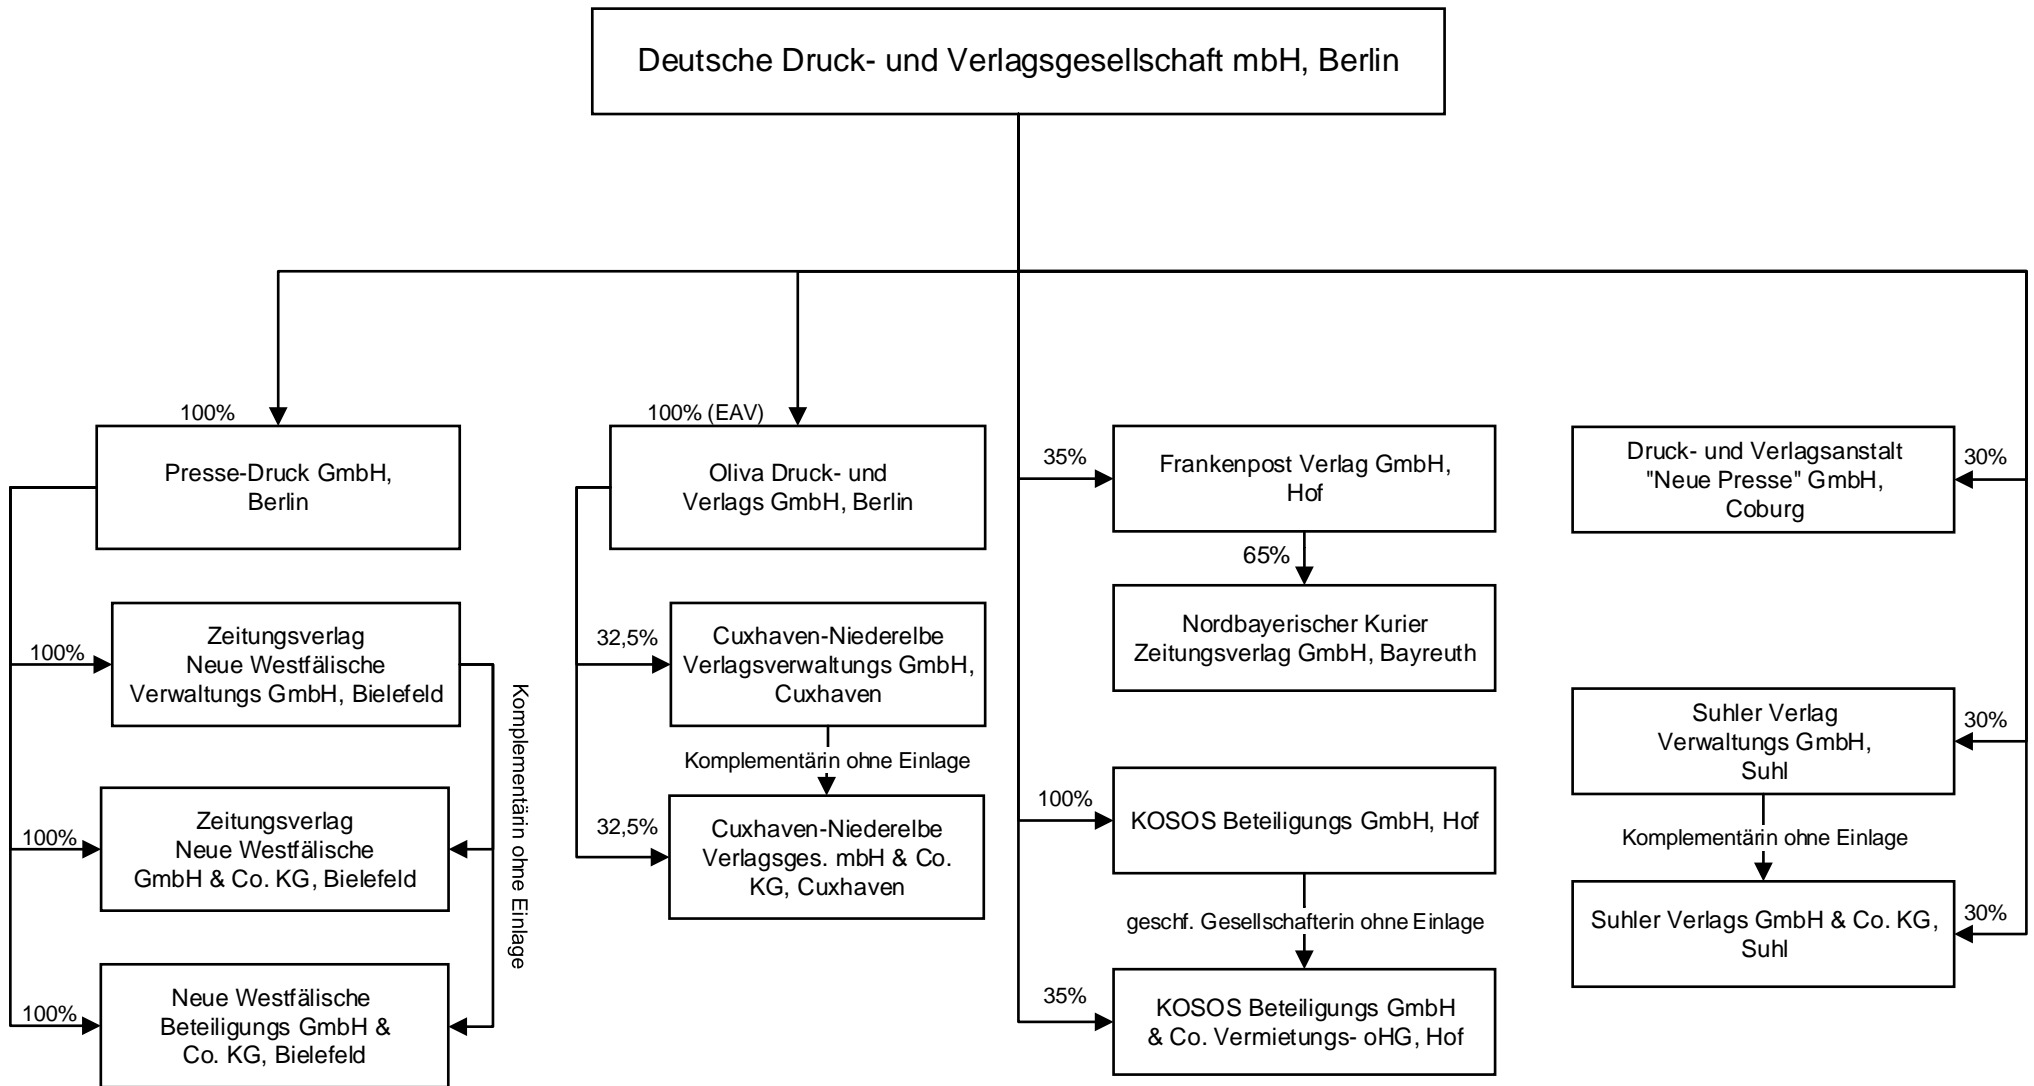 Deutsche Druck- und Verlagsgesellschaft mbH, Berlin
100%
Presse-Druck GmbH,
Berlin
100%
Zeitungsverlag
Neue Westfälische
Verwaltungs GmbH, Bielefeld
Komplementärin ohne Einlage
100%
Zeitungsverlag
Neue Westfälische
GmbH & Co. KG, Bielefeld
100%
Neue Westfälische
Beteiligungs GmbH &
Co. KG, Bielefeld
100% (EAV)
Oliva Druck- und
Verlags GmbH, Berlin
32,5%
Cuxhaven-Niederelbe
Verlagsverwaltungs GmbH,
Cuxhaven
Komplementärin ohne Einlage
32,5%
Cuxhaven-Niederelbe
Verlagsges. mbH & Co.
KG, Cuxhaven
35%
Frankenpost Verlag GmbH,
Hof
65%
Nordbayerischer Kurier
Zeitungsverlag GmbH, Bayreuth
100%
KOSOS Beteiligungs GmbH, Hof
geschf. Gesellschafterin ohne Einlage
35%
KOSOS Beteiligungs GmbH
& Co. Vermietungs- oHG, Hof
Druck- und Verlagsanstalt
"Neue Presse" GmbH,
Coburg
30%
Suhler Verlag
Verwaltungs GmbH,
Suhl
30%
Komplementärin ohne Einlage
Suhler Verlags GmbH & Co. KG,
Suhl
30%